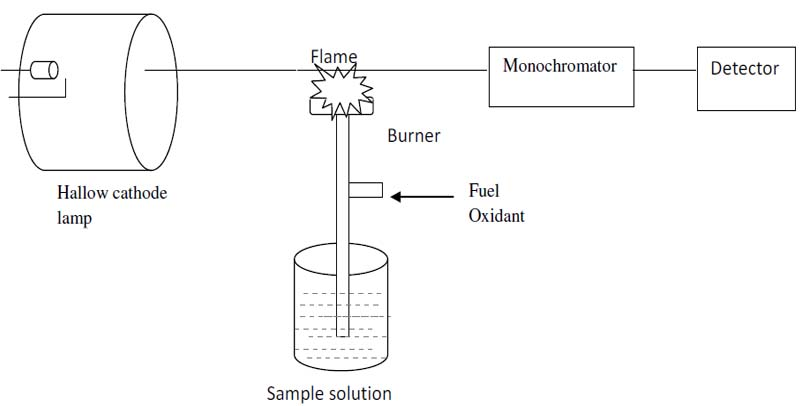 Flame
Monochromator
Detector
Burner
Hallow cathode
lamp
Fuel
Oxidant
Sample solution